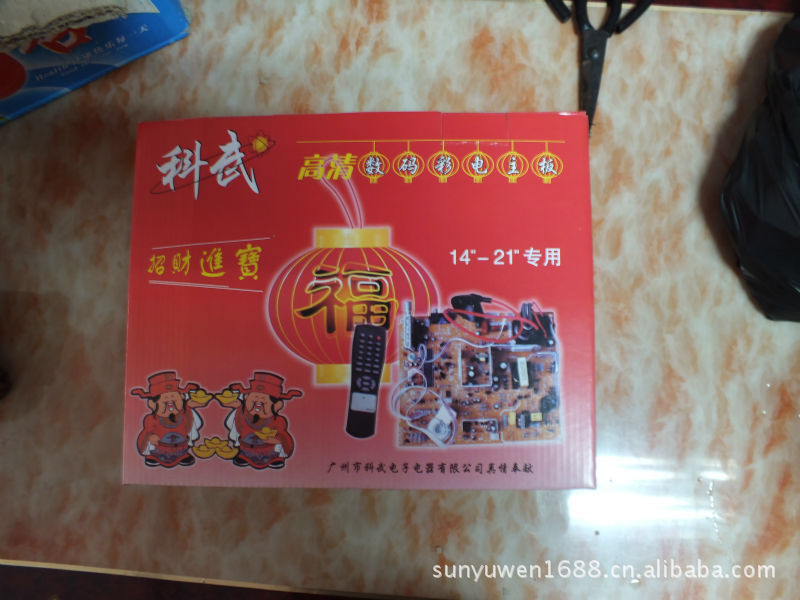 科武
高清数码彩电主板
招财進寶
14"-21"专用
福
广州市科武电子电器有限公司真情奉献
sunyuwen1688.cn.alibaba.com